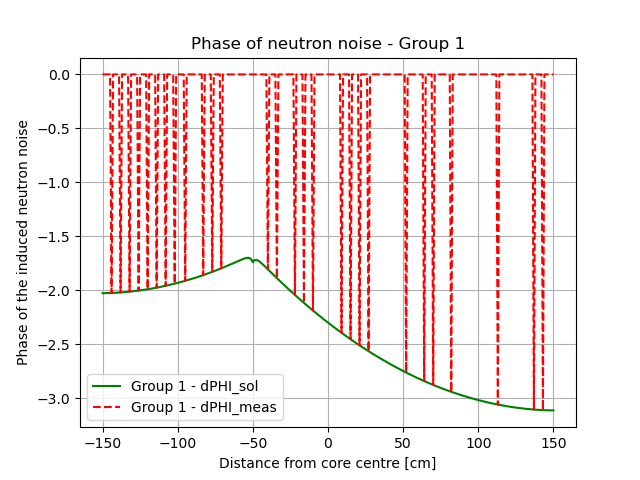 Phase of neutron noise - Group 1
Phase of the induced neutron noise
0.0
−0.5
−1.0
−1.5
−2.0
−2.5
−3.0
Group 1 - dPHI_sol
Group 1 - dPHI_meas
−150
−100
−50
0
50
100
150
Distance from core centre [cm]